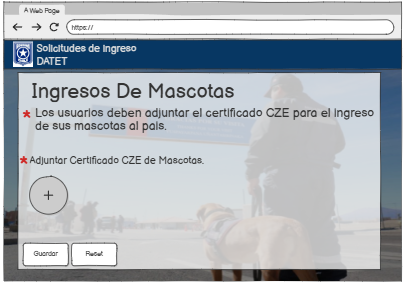 A Web Page
https://
Solicitudes de Ingreso
DATET
Ingresos De Mascotas
* Los usuarios deben adjuntar el certificado CZE para el ingreso
de sus mascotas al pais.
* Adjuntar Certificado CZE de Mascotas.
+
Guardar Reset